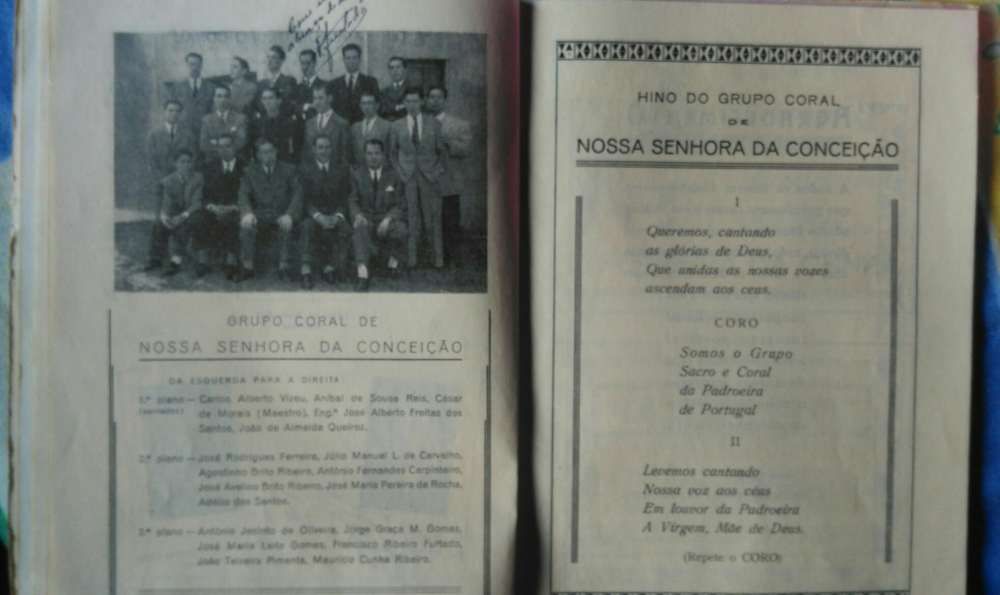 GRUPO CORAL DE
NOSSA SENHORA DA CONCEIÇÃO
DA ESQUERDA PARA A DIREITA
1.º plano — Carlos Alberto Viseu, Aníbal de Sousa Reis, César
(sentados) de Morais (Maestro), Eng.º José Alberto Freitas dos
Santos, João de Almeida Queiroz.
2.º plano — José Rodrigues Ferreira, Júlio Manuel L. de Carvalho,
Agostinho Brito Ribeiro, António Fernandes Carpinteiro,
José Avelino Brito Ribeiro, José Maria Pereira da Rocha,
Adélio dos Santos.
3.º plano — António Jacinto de Oliveira, Jorge Graça M. Gomes,
José Maria Leite Gomes, Francisco Ribeiro Furtado,
João Teixeira Pimenta, Maurício Cunha Ribeiro.
HINO DO GRUPO CORAL
DE
NOSSA SENHORA DA CONCEIÇÃO
I
Queremos, cantando
as glórias de Deus,
Que unidas as nossas vozes
ascendam aos ceus.
CORO
Somos o Grupo
Sacro e Coral
da Padroeira
de Portugal
II
Levemos cantando
Nossa voz aos céus
Em louvor da Padroeira
A Virgem, Mãe de Deus.
(Repete o CORO)